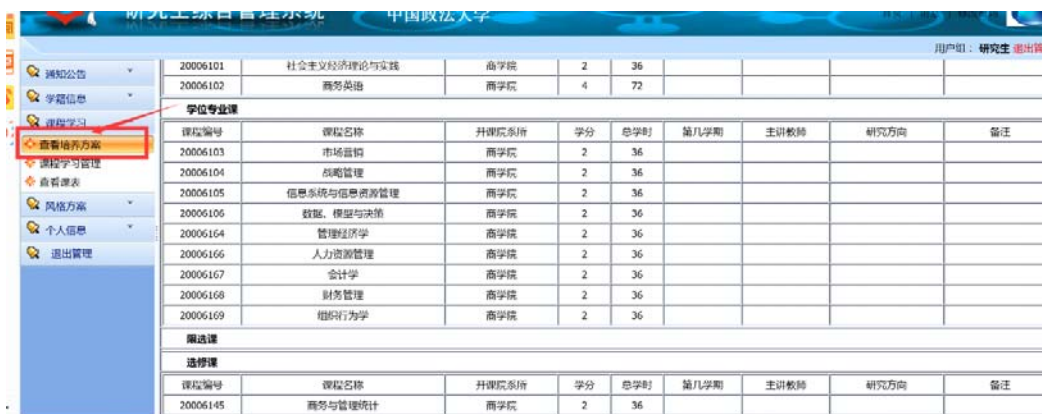 研究生综合管理系统 中国政法大学
用户组： 研究生 退出管
通知公告
学籍信息
课程学习
查看培养方案
课程学习管理
查看课表
风格方案
个人信息
退出管理
20006101 社会主义经济理论与实践 商学院 2 36
20006102 商务英语 商学院 4 72
学位专业课
课程编号 课程名称 开课院系所 学分 总学时 第几学期 主讲教师 研究方向 备注
20006103 市场营销 商学院 2 36
20006104 战略管理 商学院 2 36
20006105 信息系统与信息资源管理 商学院 2 36
20006106 数据、模型与决策 商学院 2 36
20006164 管理经济学 商学院 2 36
20006166 人力资源管理 商学院 2 36
20006167 会计学 商学院 2 36
20006168 财务管理 商学院 2 36
20006169 组织行为学 商学院 2 36
限选课
选修课
课程编号 课程名称 开课院系所 学分 总学时 第几学期 主讲教师 研究方向 备注
20006145 商务与管理统计 商学院 2 36